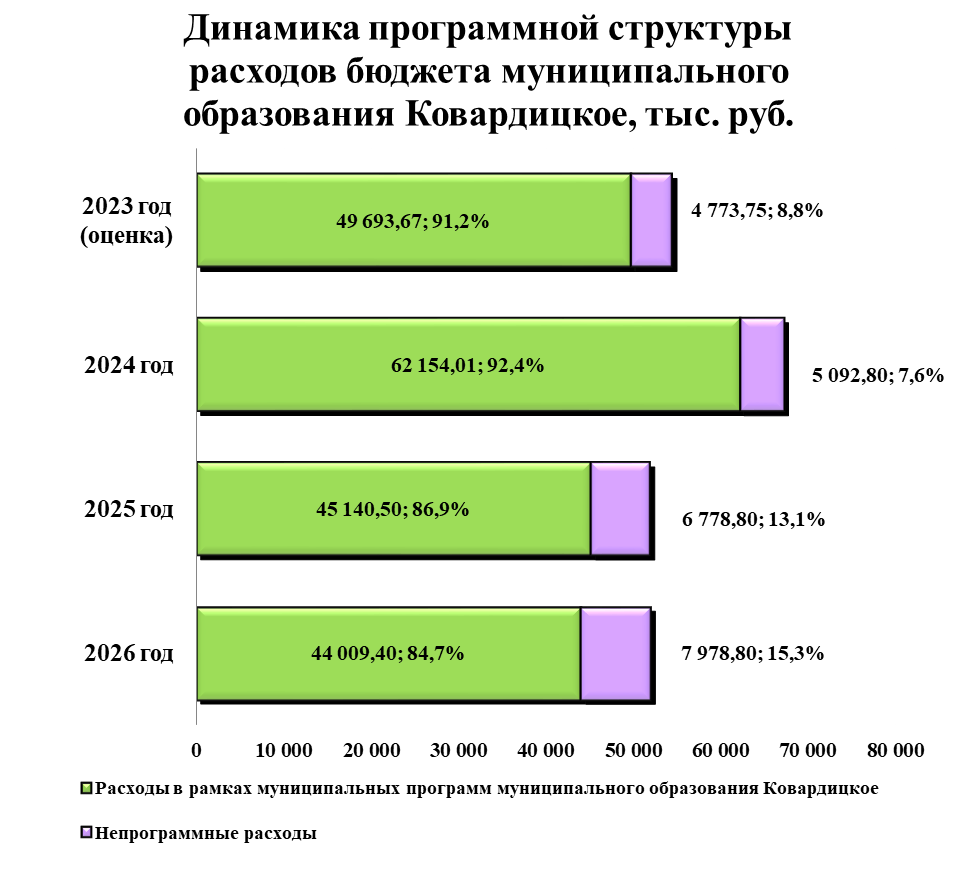 Динамика программной структуры
расходов бюджета муниципального
образования Ковардицкое, тыс. руб.
2023 год
(оценка)
49 693,67; 91,2%
4 773,75; 8,8%
2024 год
62 154,01; 92,4%
5 092,80; 7,6%
2025 год
45 140,50; 86,9%
6 778,80; 13,1%
2026 год
44 009,40; 84,7%
7 978,80; 15,3%
0 10 000 20 000 30 000 40 000 50 000 60 000 70 000 80 000
Расходы в рамках муниципальных программ муниципального образования Ковардицкое
Непрограммные расходы